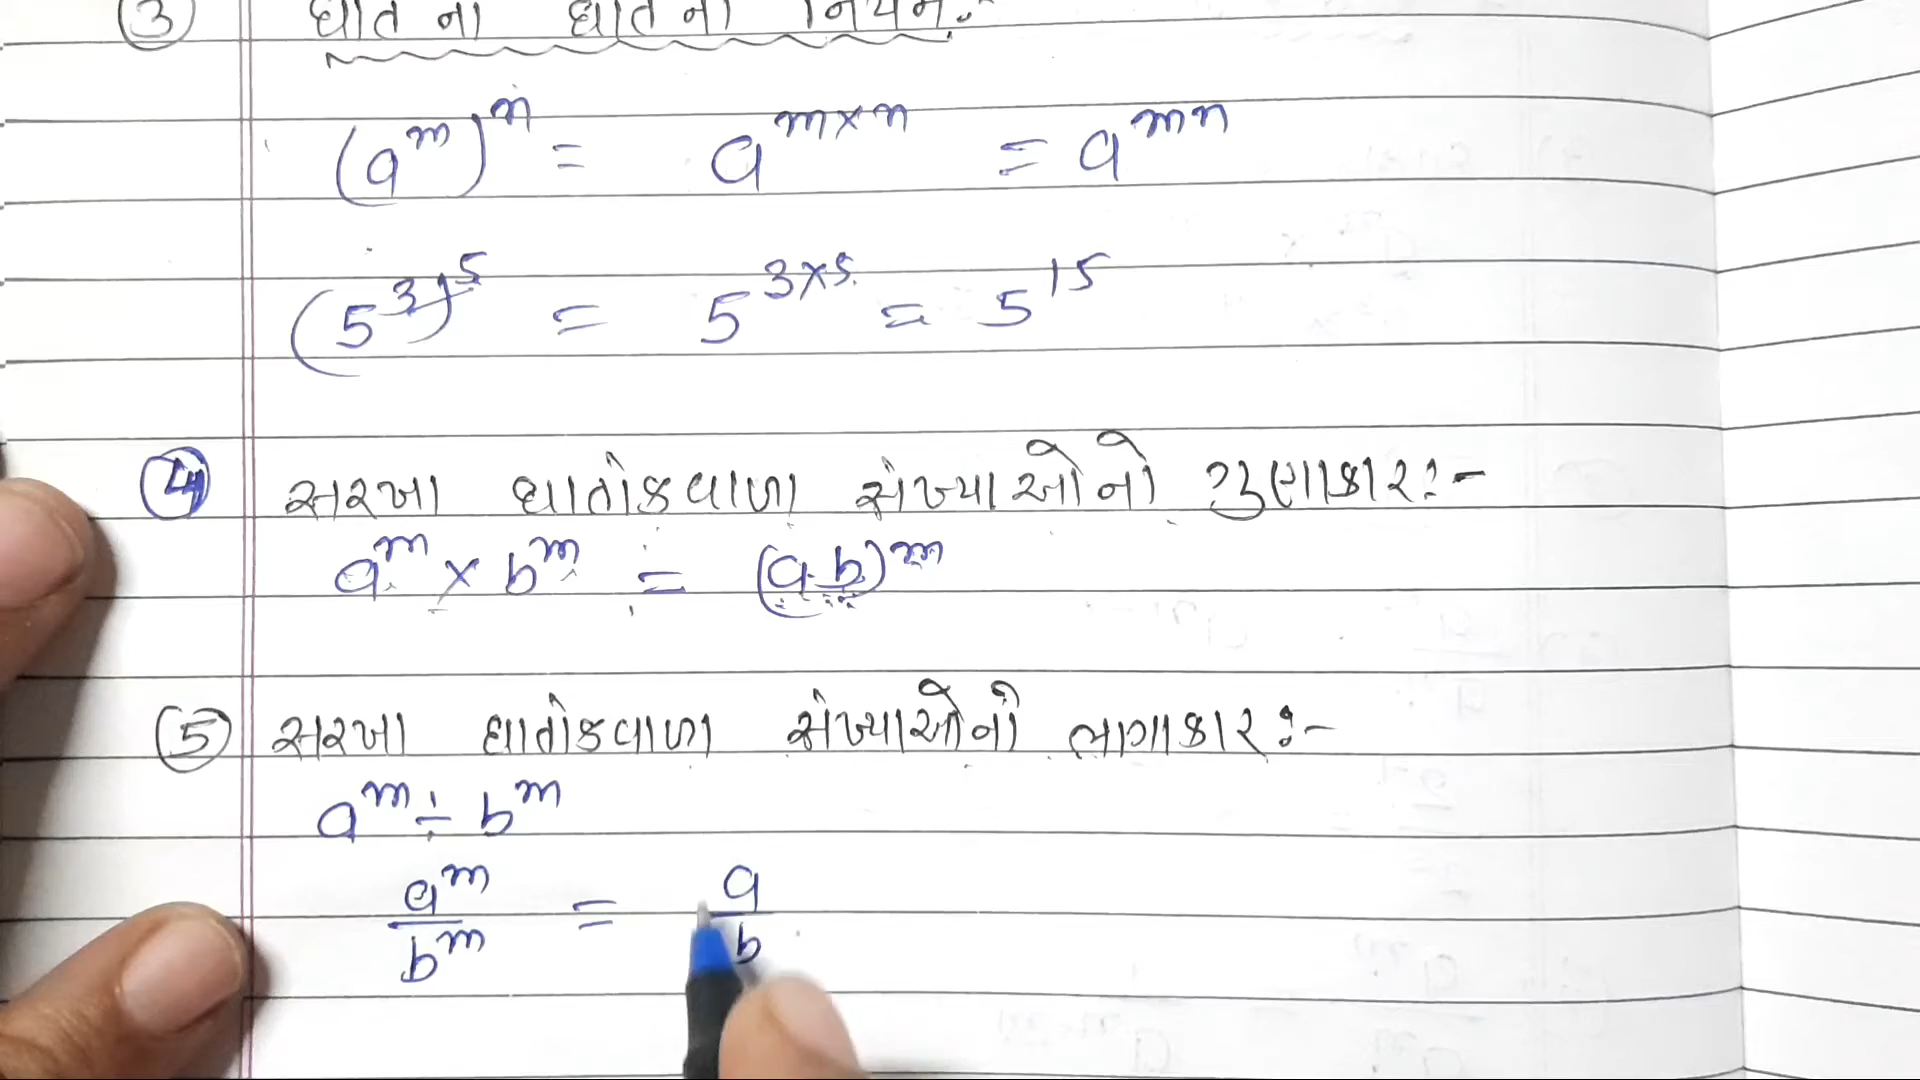 ③ ઘાત ના ઘાતનો નિયમ:-
(a^m)^n = a^{m×n} = a^{mn}
(5^3)^5 = 5^{3×5} = 5^{15}
④ સરખા ઘાતાંકવાળા સંખ્યાઓનો ગુણાકાર:-
a^m × b^m = (a.b)^m
⑤ સરખા ઘાતાંકવાળા સંખ્યાઓનો ભાગાકાર:-
a^m ÷ b^m
a^m/b^m = a/b